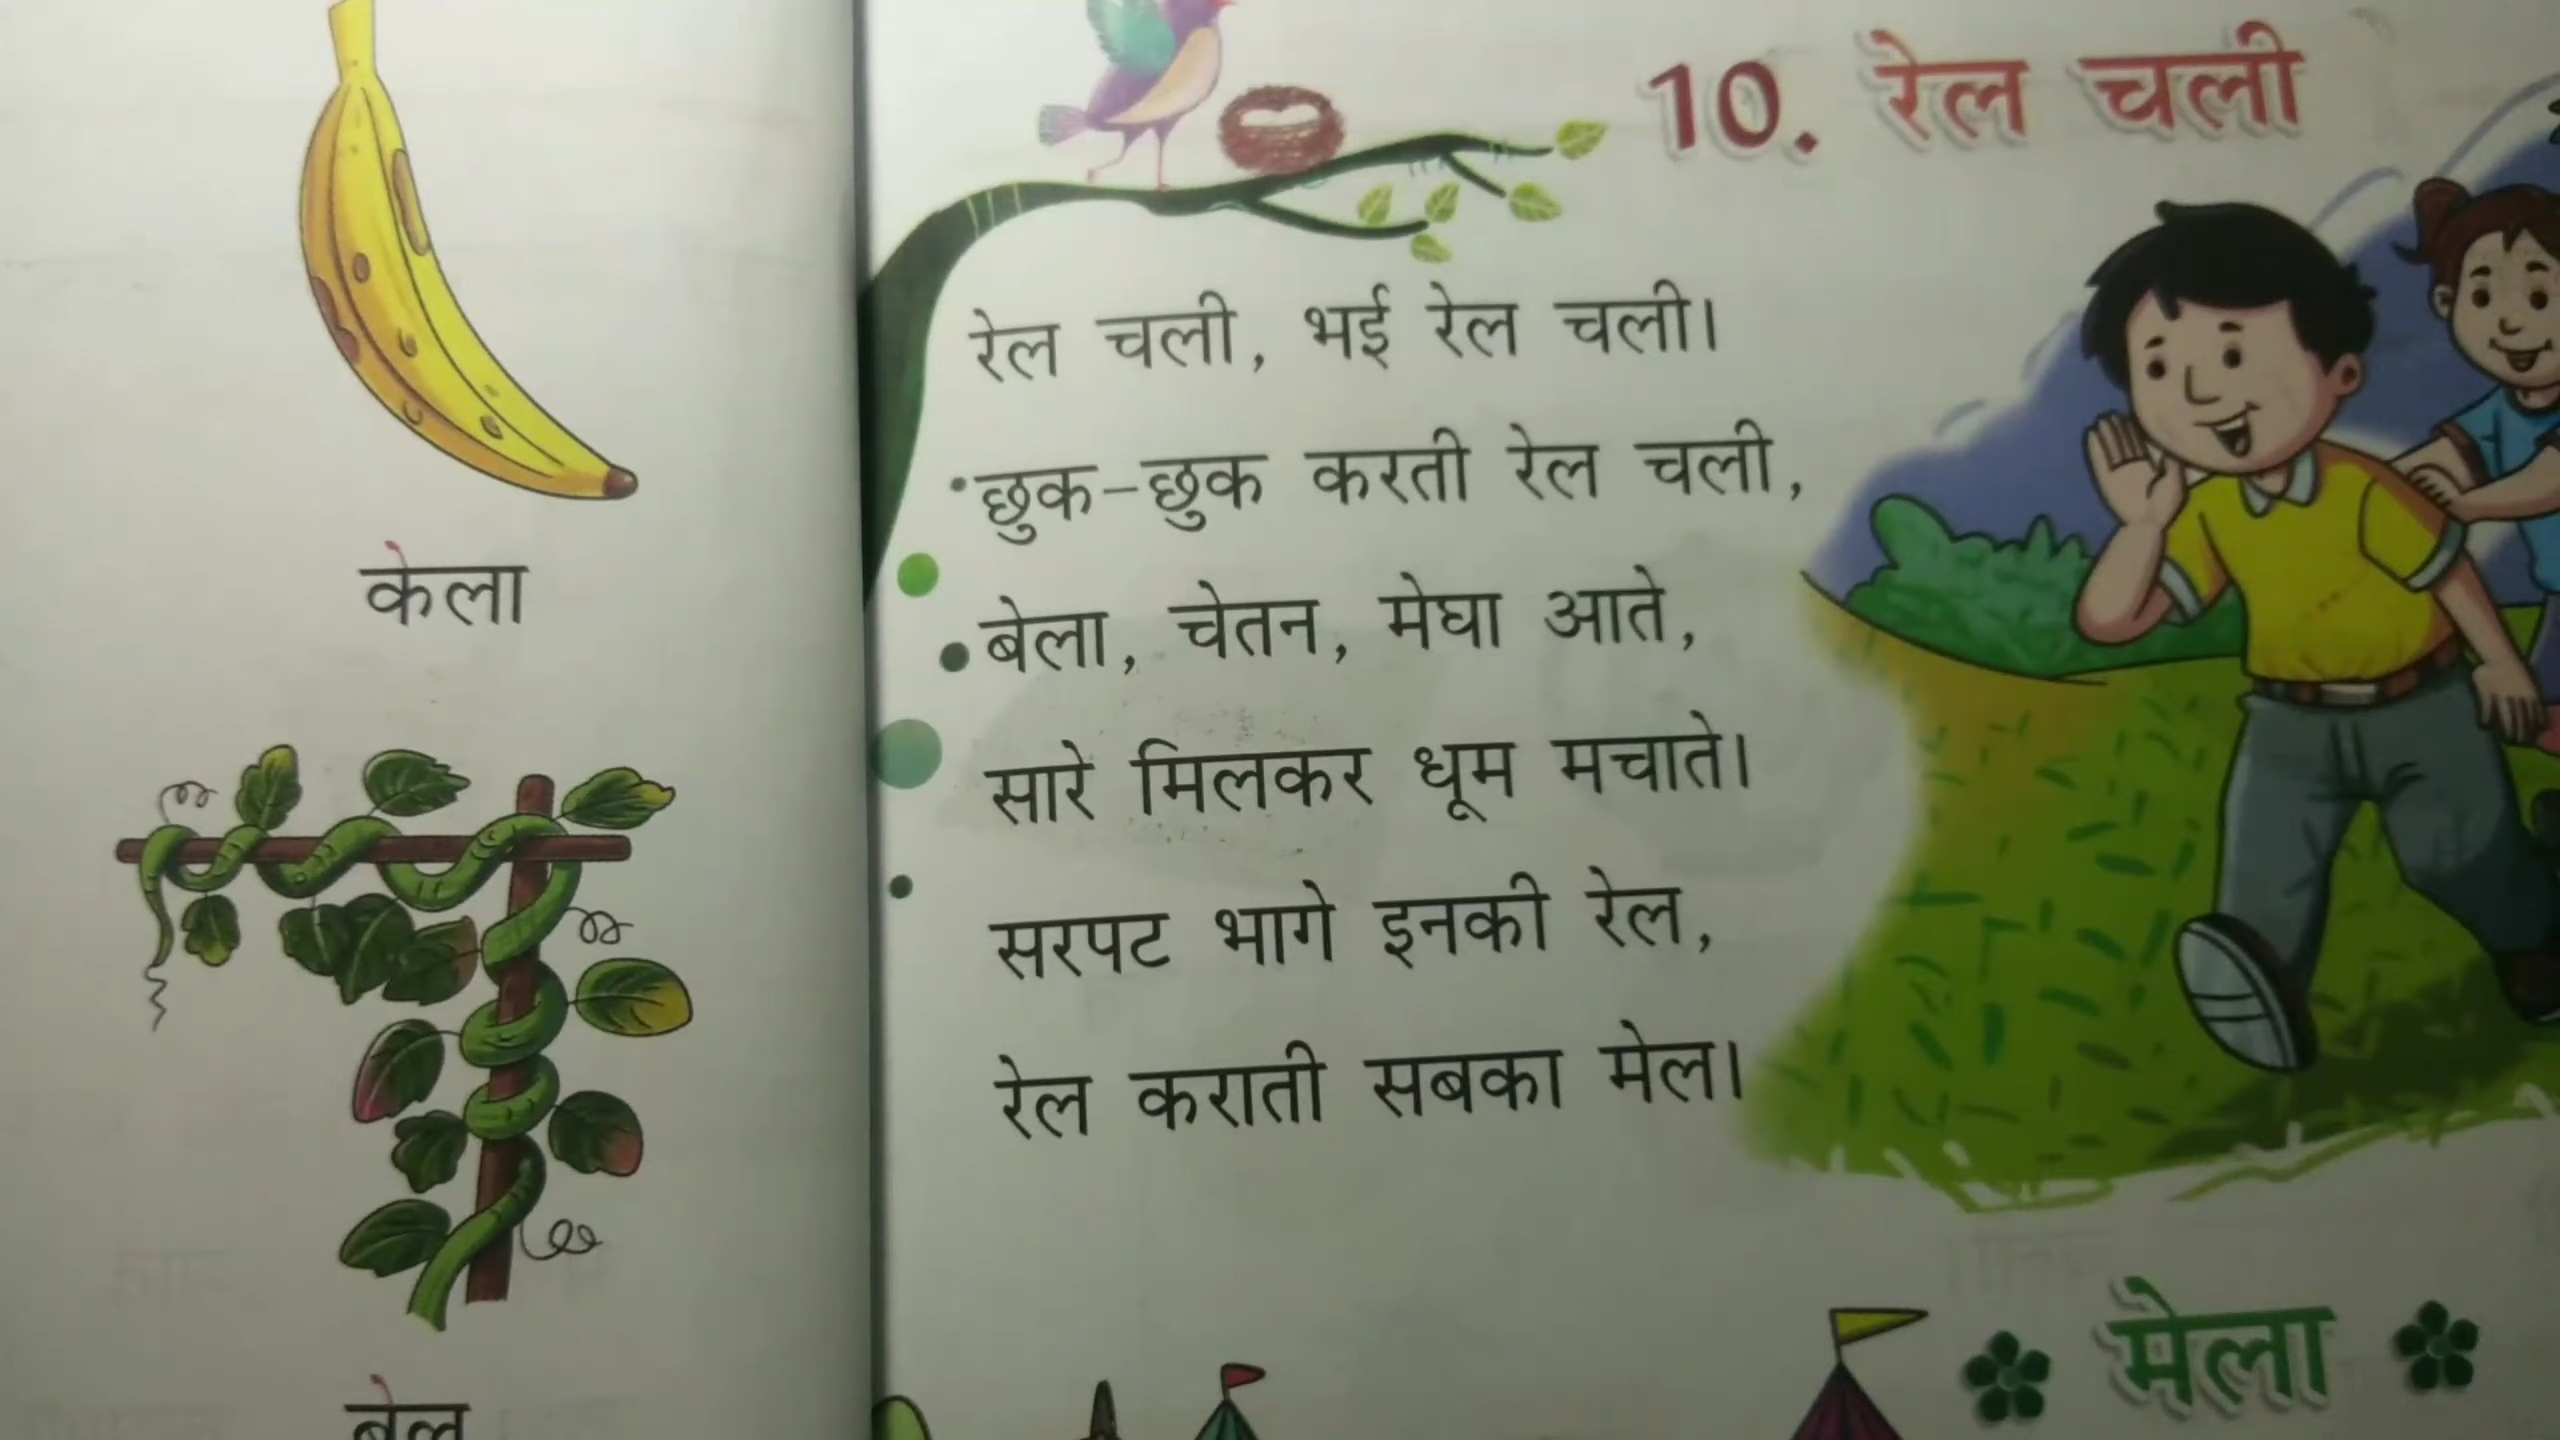 केला
बेल
10. रेल चली
रेल चली, भई रेल चली।
छुक-छुक करती रेल चली,
बेला, चेतन, मेघा आते,
सारे मिलकर धूम मचाते।
सरपट भागे इनकी रेल,
रेल कराती सबका मेल।
मेला